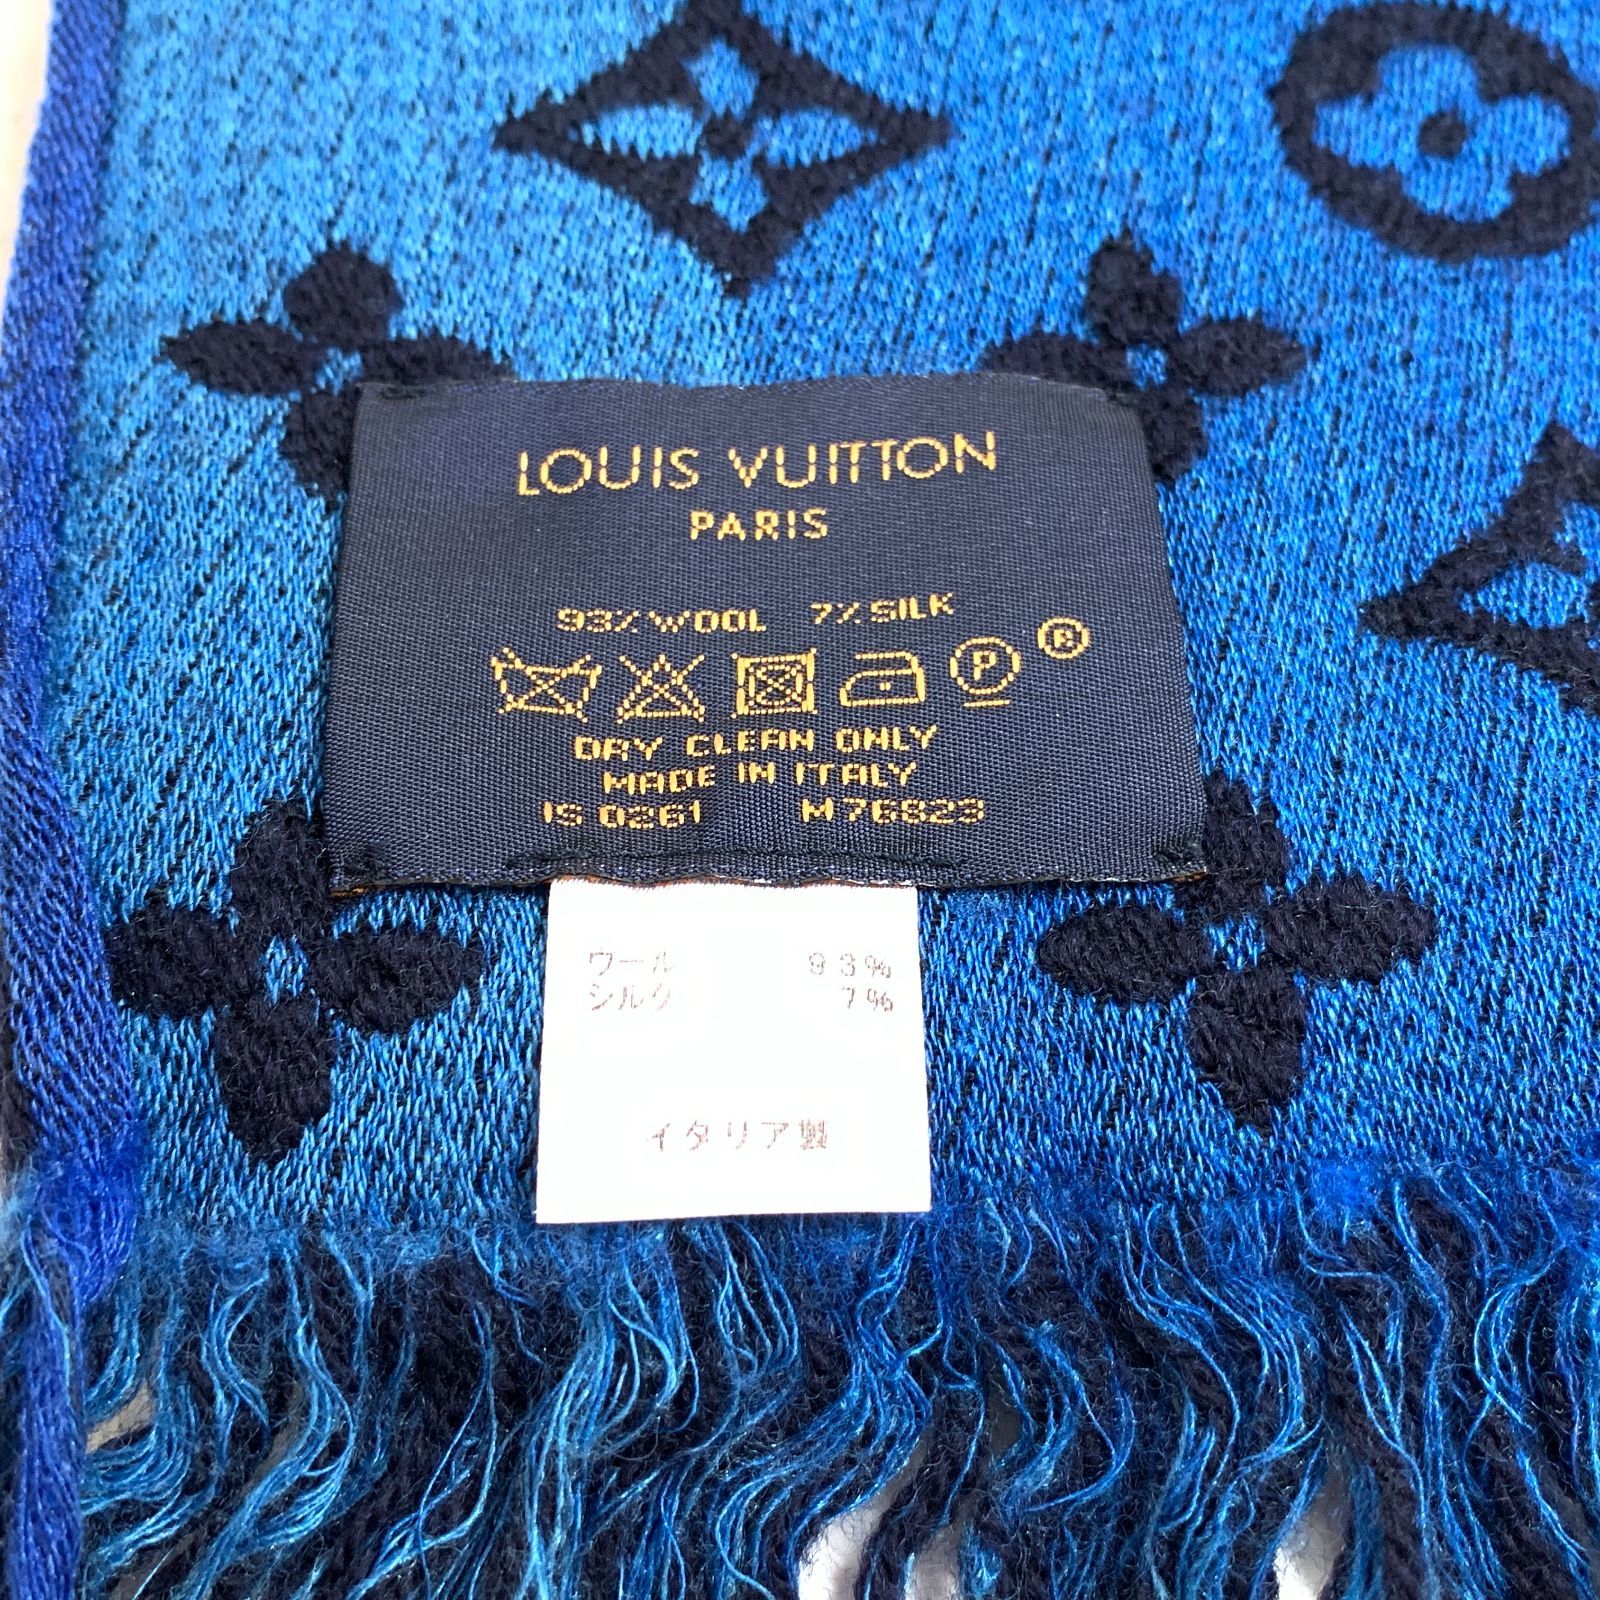 LOUIS VUITTON
PARIS
93% WOOL 7% SILK
P ®
DRY CLEAN ONLY
MADE IN ITALY
IS 0261 M76823
ウール 93%
シルク 7%
イタリア製